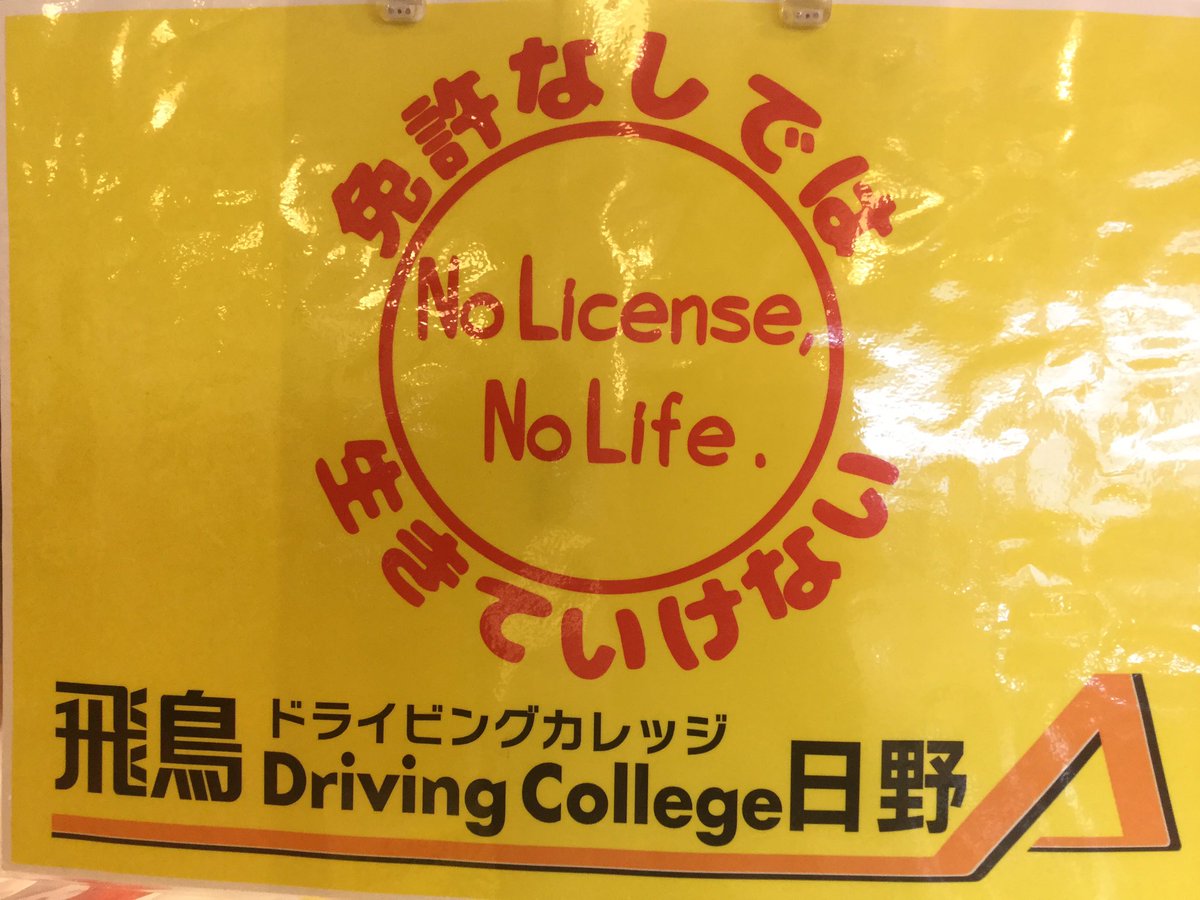 免許なしでは
No License,
No Life.
生きていけない
飛鳥 ドライビングカレッジ
Driving College 日野